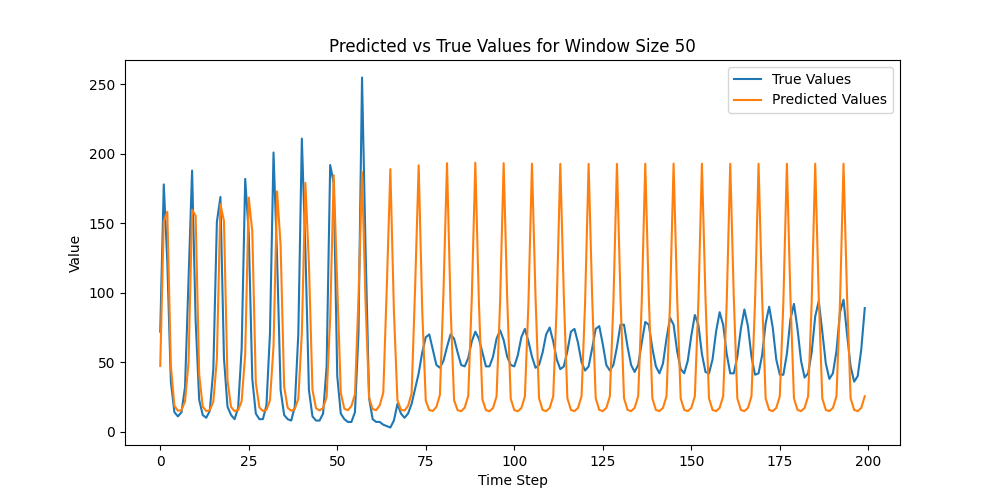 Predicted vs True Values for Window Size 50
True Values
Predicted Values
Value
250
200
150
100
50
0
0 25 50 75 100 125 150 175 200
Time Step